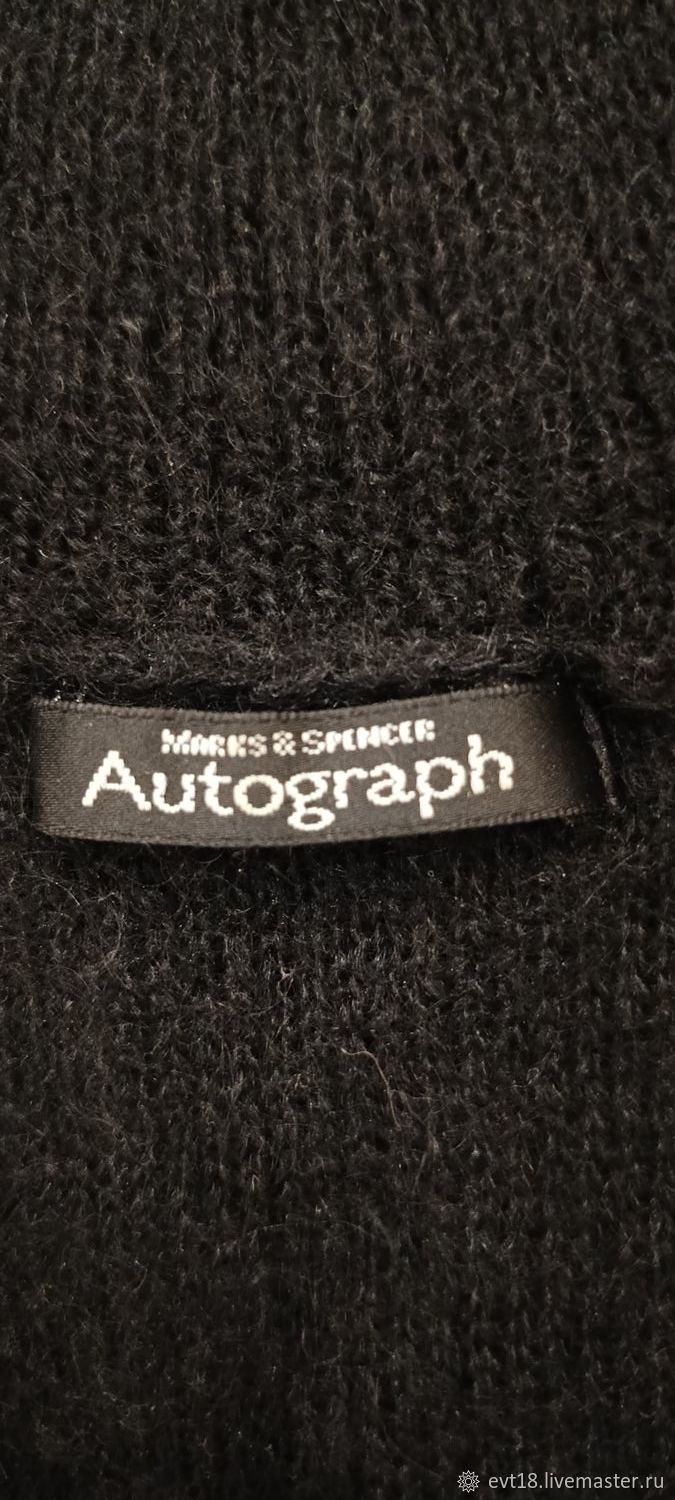 MARKS & SPENCER
Autograph
evt18.livemaster.ru